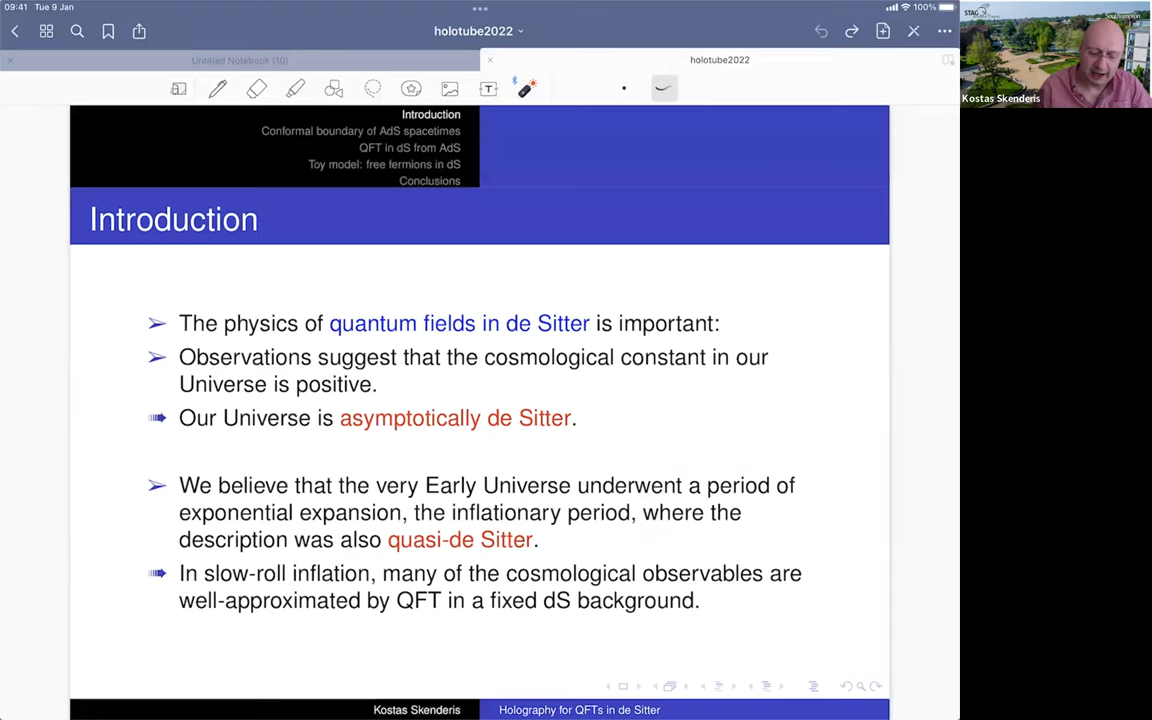 09:41 Tue 9 Jan
100%
holotube2022
Untitled Notebook (10)
holotube2022
T
STAG
Southampton
Kostas Skenderis
Introduction
Conformal boundary of AdS spacetimes
QFT in dS from AdS
Toy model: free fermions in dS
Conclusions
Introduction
The physics of quantum fields in de Sitter is important:
Observations suggest that the cosmological constant in our
Universe is positive.
Our Universe is asymptotically de Sitter.
We believe that the very Early Universe underwent a period of
exponential expansion, the inflationary period, where the
description was also quasi-de Sitter.
In slow-roll inflation, many of the cosmological observables are
well-approximated by QFT in a fixed dS background.
Kostas Skenderis
Holography for QFTs in de Sitter